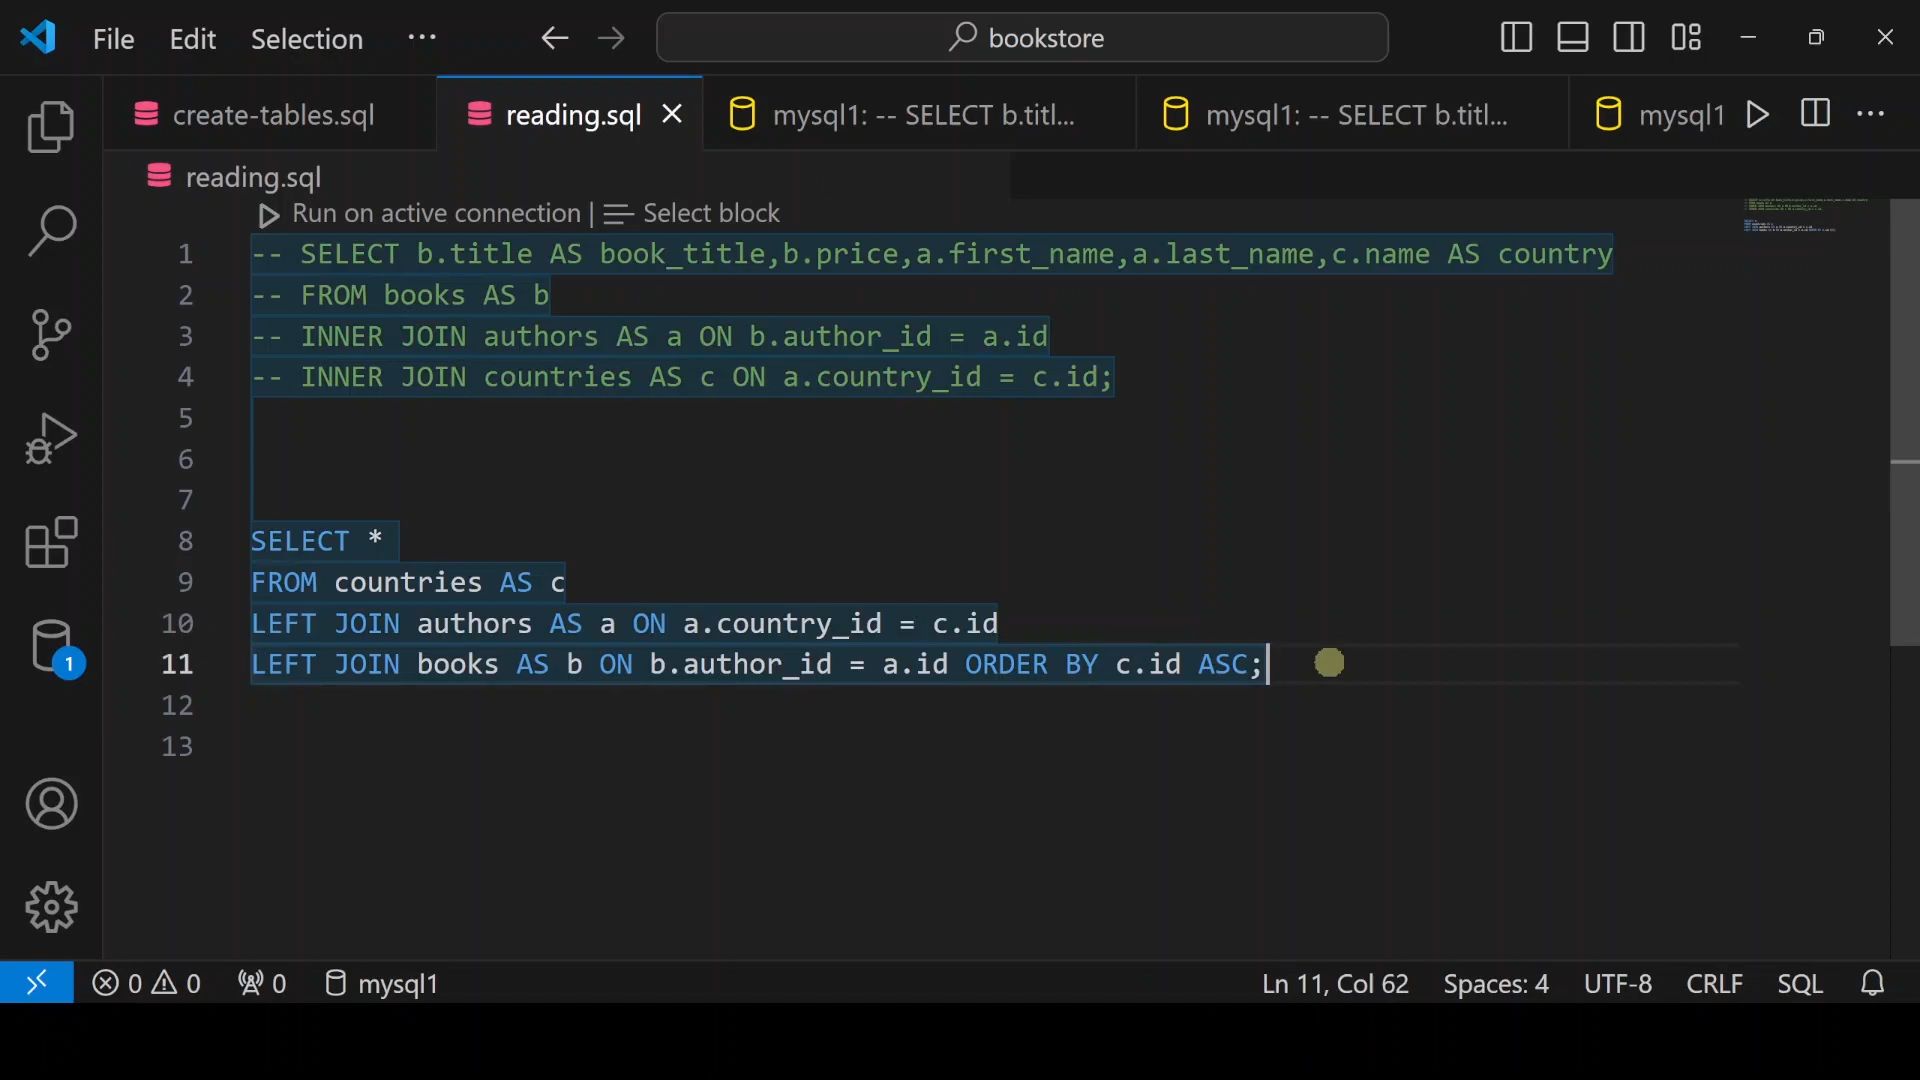 File Edit Selection ··· bookstore
create-tables.sql reading.sql mysql1: -- SELECT b.titl... mysql1: -- SELECT b.titl... mysql1
reading.sql
Run on active connection | Select block
1 -- SELECT b.title AS book_title,b.price,a.first_name,a.last_name,c.name AS country
2 -- FROM books AS b
3 -- INNER JOIN authors AS a ON b.author_id = a.id
4 -- INNER JOIN countries AS c ON a.country_id = c.id;
5
6
7
8 SELECT *
9 FROM countries AS c
10 LEFT JOIN authors AS a ON a.country_id = c.id
11 LEFT JOIN books AS b ON b.author_id = a.id ORDER BY c.id ASC;
12
13
1
0 0 0 mysql1 Ln 11, Col 62 Spaces: 4 UTF-8 CRLF SQL